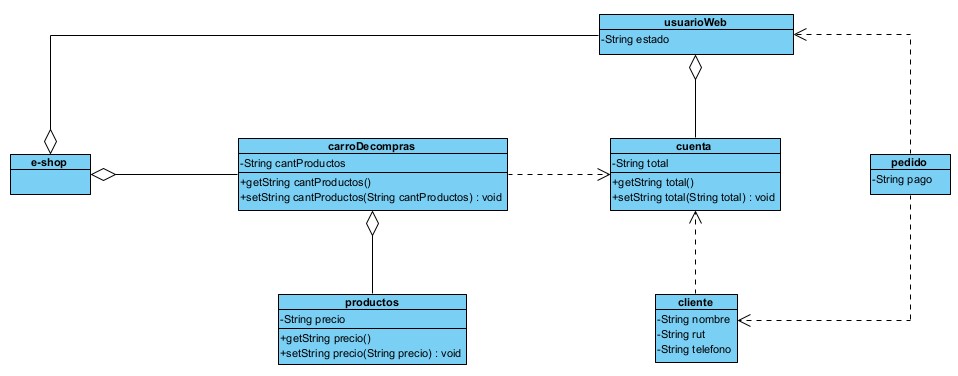 usuarioWeb
-String estado
e-shop
carroDecompras
-String cantProductos
+getString cantProductos()
+setString cantProductos(String cantProductos) : void
cuenta
-String total
+getString total()
+setString total(String total) : void
pedido
-String pago
productos
-String precio
+getString precio()
+setString precio(String precio) : void
cliente
-String nombre
-String rut
-String telefono